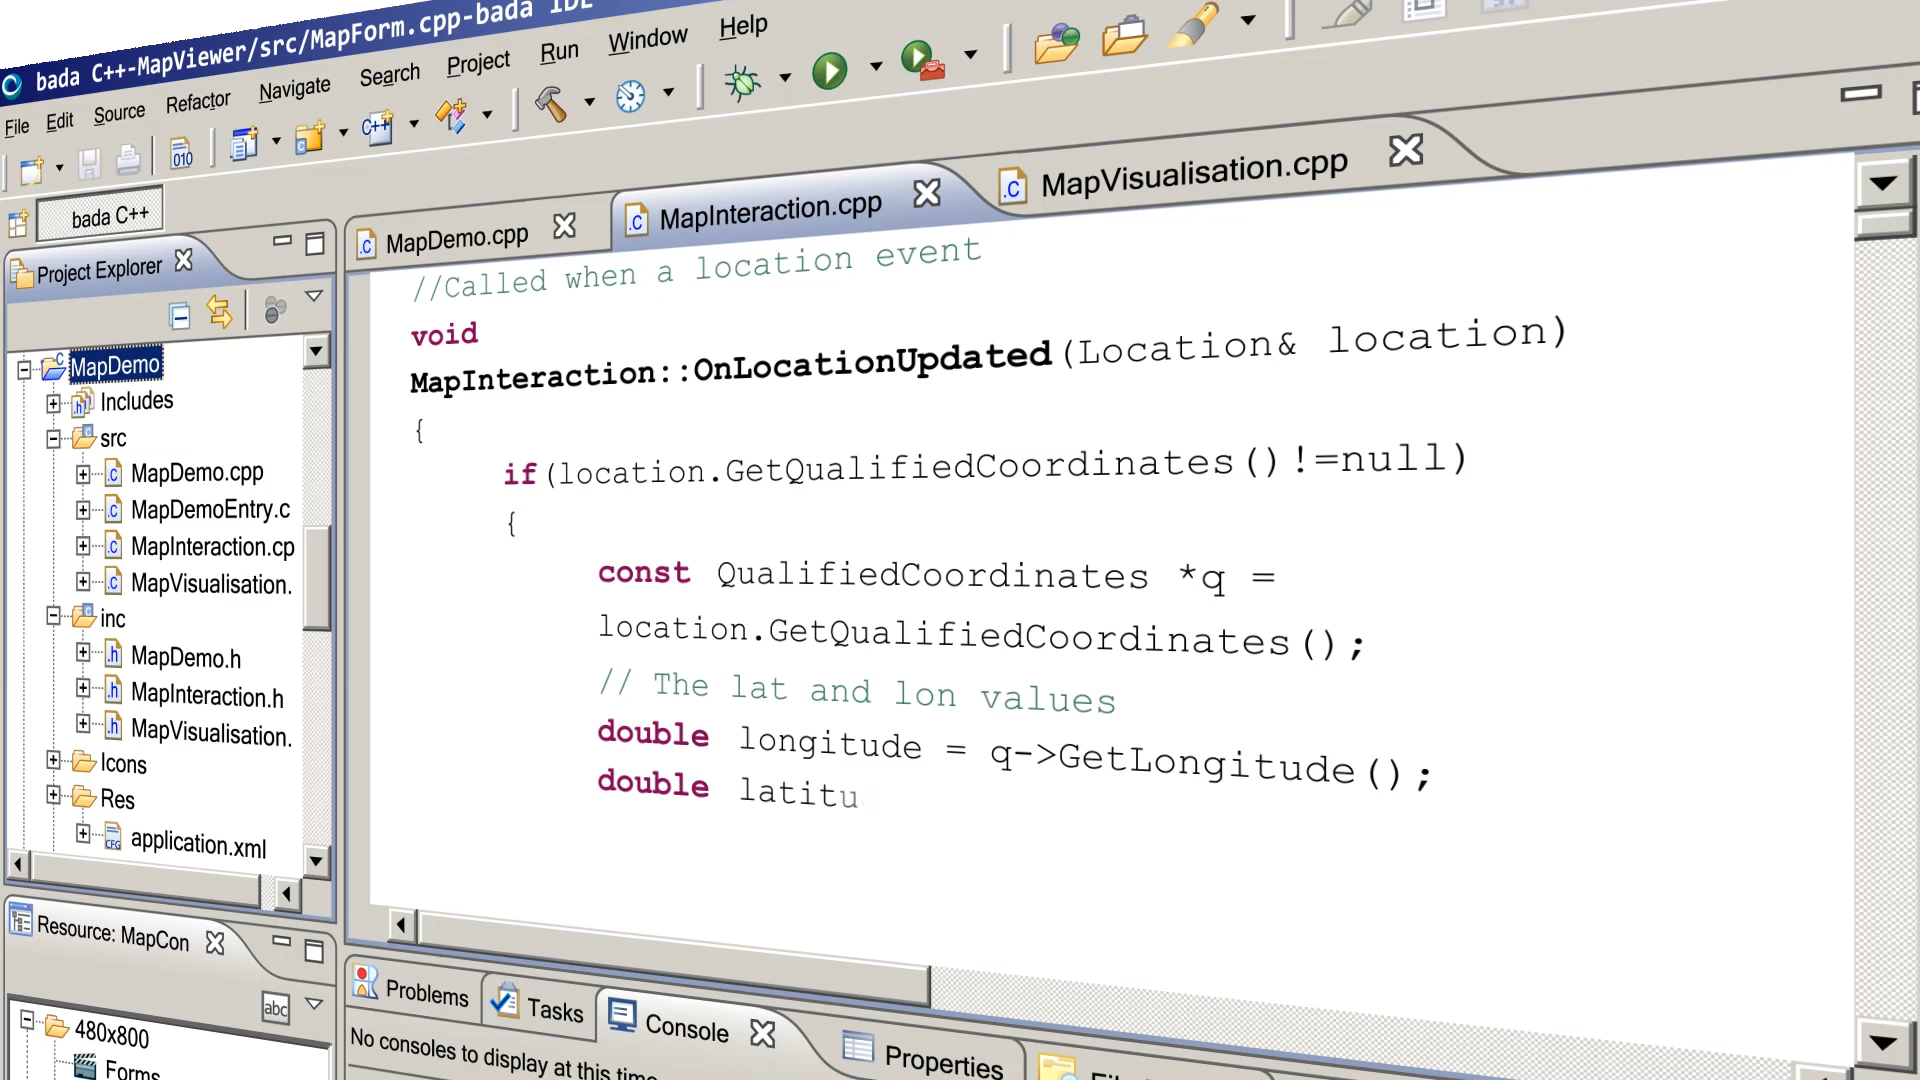 bada C++-MapViewer/src/MapForm.cpp-bada IDE
File Edit Source Refactor Navigate Search Project Run Window Help
010
C++
bada C++
Project Explorer
MapDemo.cpp
MapInteraction.cpp
MapVisualisation.cpp
MapDemo
Includes
src
MapDemo.cpp
MapDemoEntry.c
MapInteraction.cp
MapVisualisation.
inc
MapDemo.h
MapInteraction.h
MapVisualisation.
Icons
Res
application.xml
//Called when a location event
void
MapInteraction::OnLocationUpdated(Location& location)
{
if(location.GetQualifiedCoordinates()!=null)
{
const QualifiedCoordinates *q =
location.GetQualifiedCoordinates();
// The lat and lon values
double longitude = q->GetLongitude();
double latitu
Resource: MapCon
abc
480x800
Forms
Problems
Tasks
Console
Properties
No consoles to display at this time